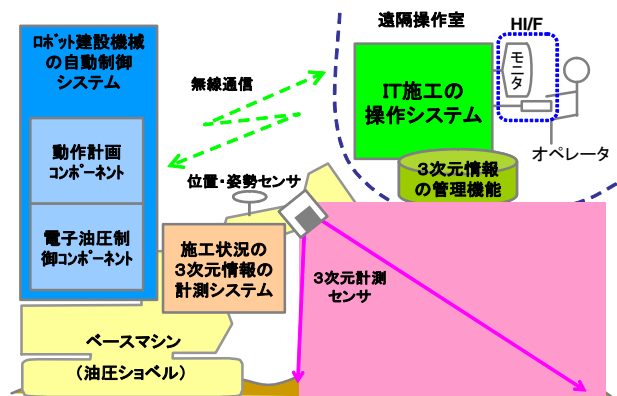 ロボット建設機械
の自動制御
システム
動作計画
コンポーネント
電子油圧制
御コンポーネント
無線通信
位置・姿勢センサ
施工状況の
３次元情報の
計測システム
ベースマシン
（油圧ショベル）
遠隔操作室
HI/F
モニタ
IT施工の
操作システム
オペレータ
３次元情報
の管理機能
３次元計測
センサ